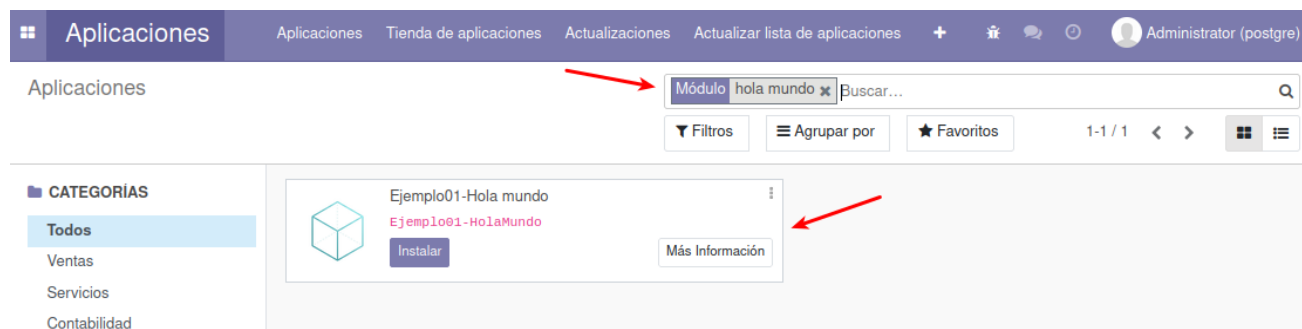 Aplicaciones Aplicaciones Tienda de aplicaciones Actualizaciones Actualizar lista de aplicaciones Administrator (postgre)
Aplicaciones
Módulo hola mundo Buscar...
Filtros Agrupar por Favoritos 1-1 / 1
CATEGORÍAS
Todos
Ventas
Servicios
Contabilidad
Ejemplo01-Hola mundo
Ejemplo01-HolaMundo
Instalar Más Información